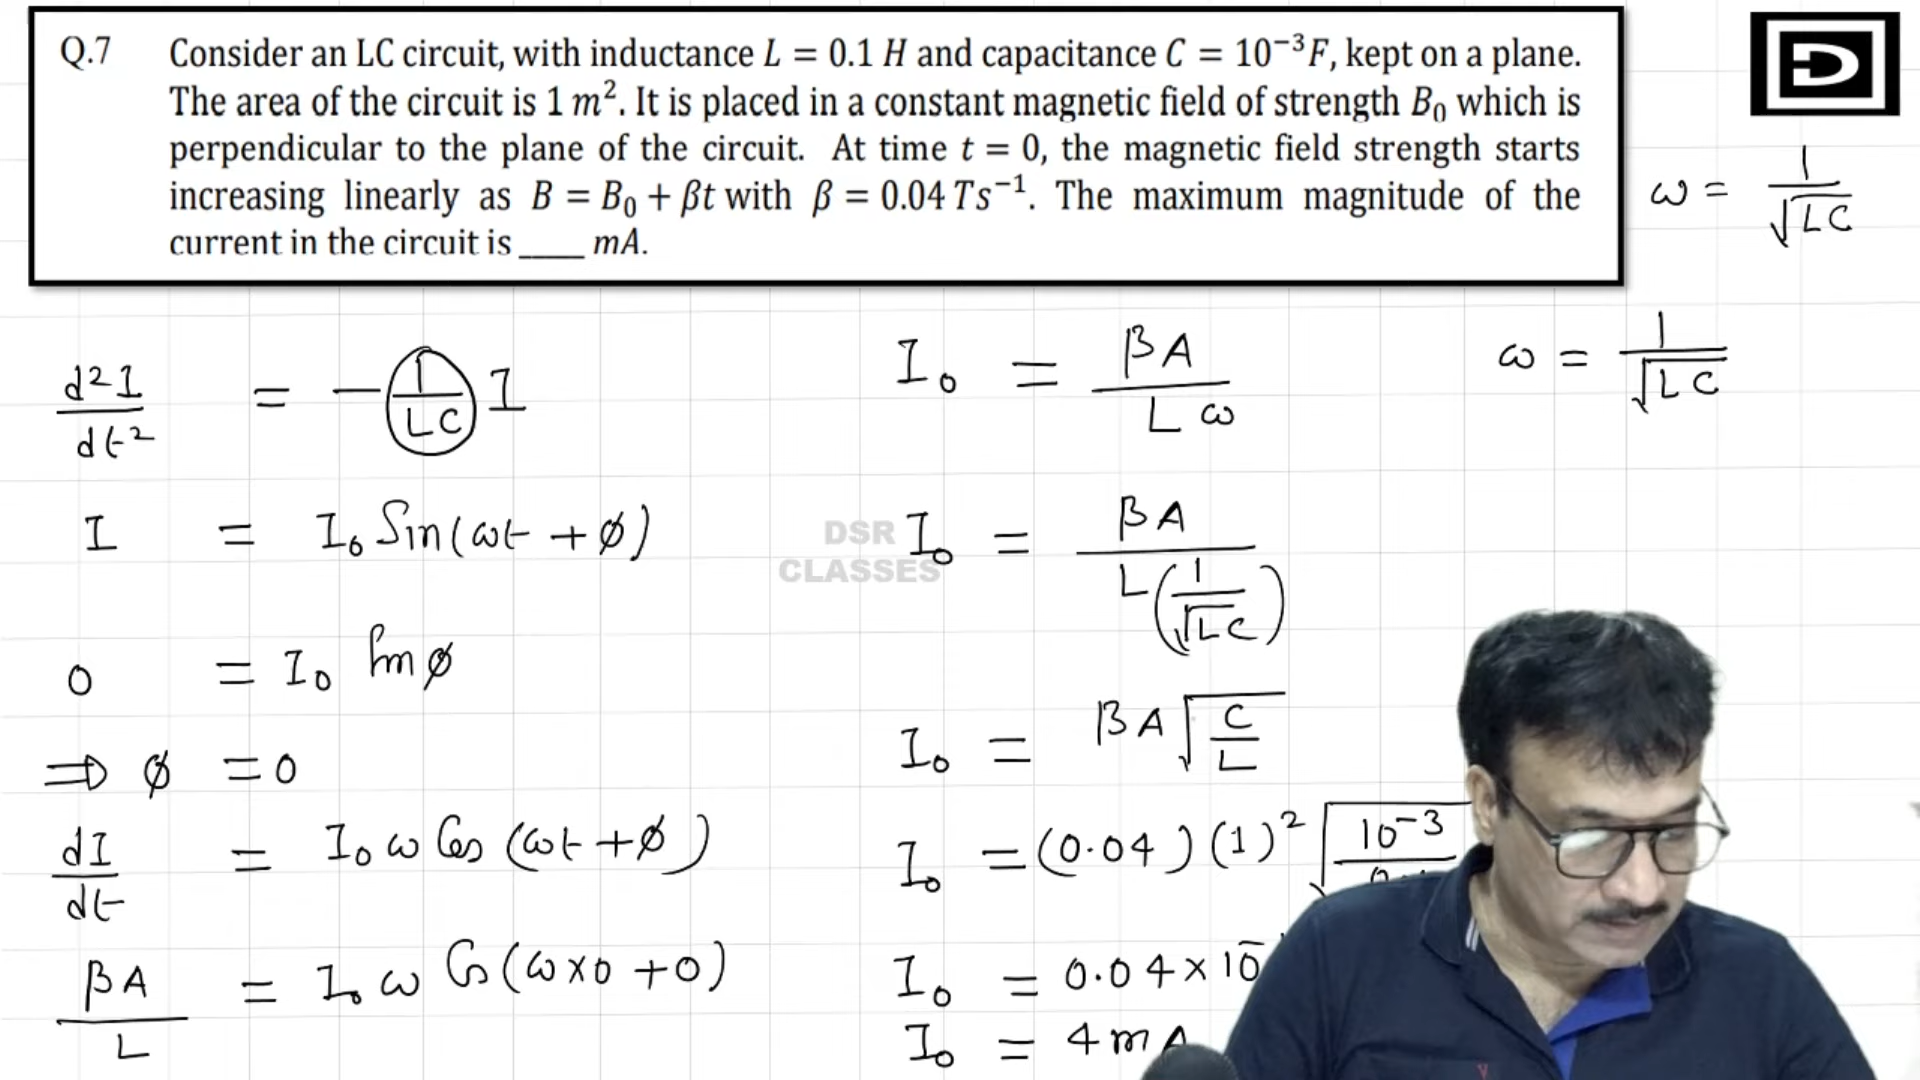 Q.7 Consider an LC circuit, with inductance L = 0.1 H and capacitance C = 10⁻³F, kept on a plane.
The area of the circuit is 1 m². It is placed in a constant magnetic field of strength B₀ which is
perpendicular to the plane of the circuit. At time t = 0, the magnetic field strength starts
increasing linearly as B = B₀ + βt with β = 0.04 Ts⁻¹. The maximum magnitude of the
current in the circuit is ____ mA.
D
ω = 1/√LC
d²I/dt² = - (1/LC) I
I = I₀ Sin(ωt + ϕ)
0 = I₀ Sin ϕ
⇒ ϕ = 0
dI/dt = I₀ ω Cos (ωt + ϕ)
βA/L = I₀ ω Cos(ω×0 + 0)
I₀ = βA/Lω
I₀ = βA/L(1/√LC)
I₀ = βA √C/L
I₀ = (0.04) (1)² √10⁻³/
I₀ = 0.04 × 10
I₀ = 4 mA
ω = 1/√LC
DSR
CLASSES